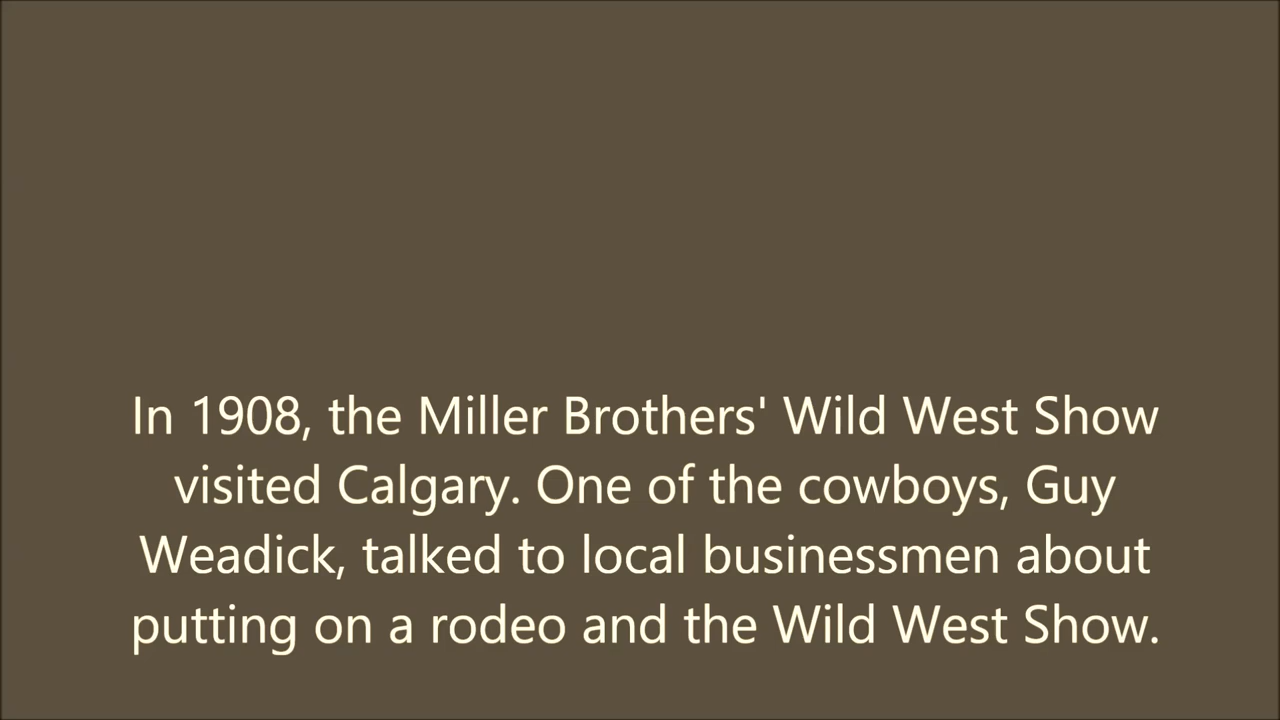 In 1908, the Miller Brothers' Wild West Show
visited Calgary. One of the cowboys, Guy
Weadick, talked to local businessmen about
putting on a rodeo and the Wild West Show.